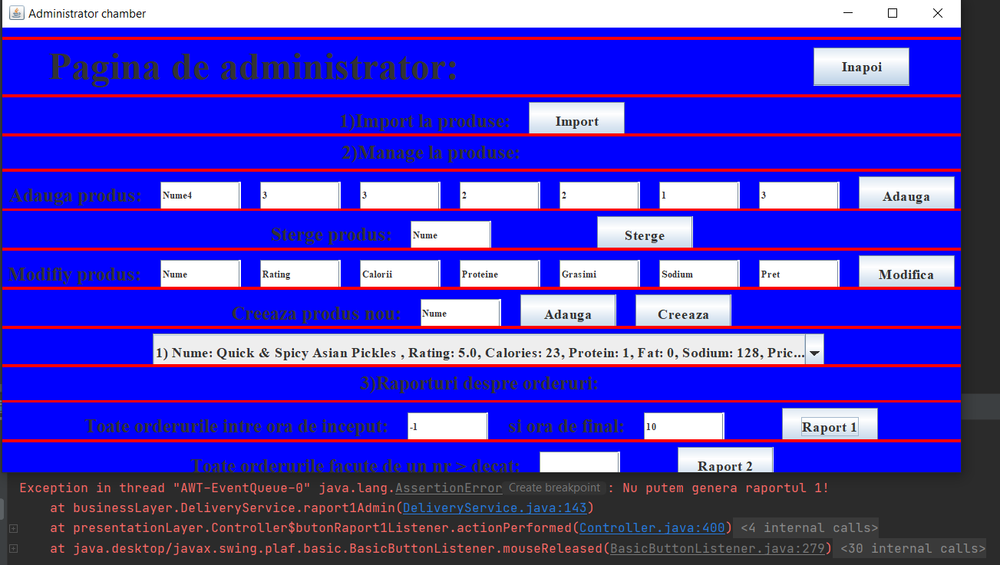 Administrator chamber
Pagina de administrator: Inapoi
1)Import la produse: Import
2)Manage la produse:
Adauga produs: Nume4 3 3 2 2 1 3 Adauga
Sterge produs: Nume Sterge
Modifiy produs: Nume Rating Calorii Proteine Grasimi Sodium Pret Modifica
Creeaza produs nou: Nume Adauga Creeaza
1) Nume: Quick & Spicy Asian Pickles , Rating: 5.0, Calories: 23, Protein: 1, Fat: 0, Sodium: 128, Pric...
3)Raporturi despre orderuri:
Toate orderurile intre ora de inceput: -1 si ora de final: 10 Raport 1
Toate orderurile facute de un nr > decat: Raport 2
Exception in thread "AWT-EventQueue-0" java.lang.AssertionError Create breakpoint : Nu putem genera raportul 1!
at businessLayer.DeliveryService.raport1Admin(DeliveryService.java:143)
at presentationLayer.Controller$butonRaport1Listener.actionPerformed(Controller.java:400) <4 internal calls>
at java.desktop/javax.swing.plaf.basic.BasicButtonListener.mouseReleased(BasicButtonListener.java:279) <30 internal calls>